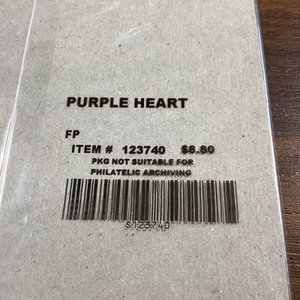 PURPLE HEART
FP
ITEM # 123740 $8.80
PKG NOT SUITABLE FOR
PHILATELIC ARCHIVING
S123740